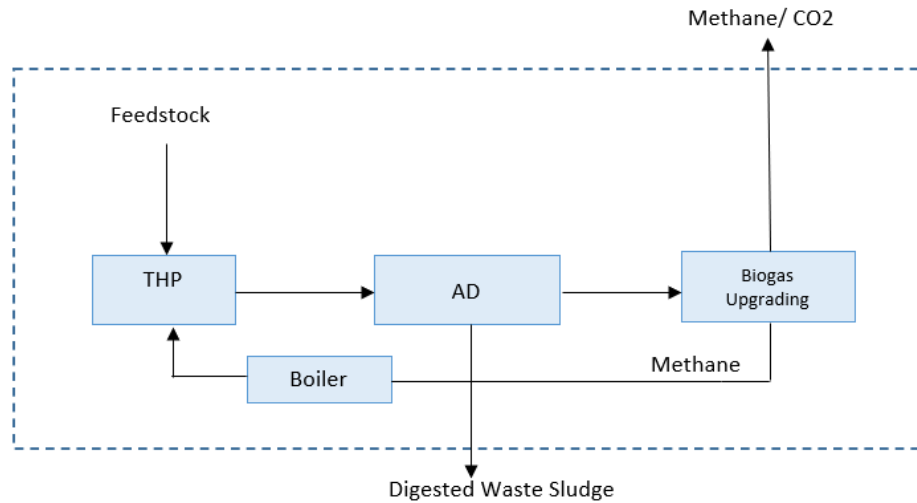 Methane/ CO2
Feedstock
THP
AD
Biogas
Upgrading
Boiler
Methane
Digested Waste Sludge